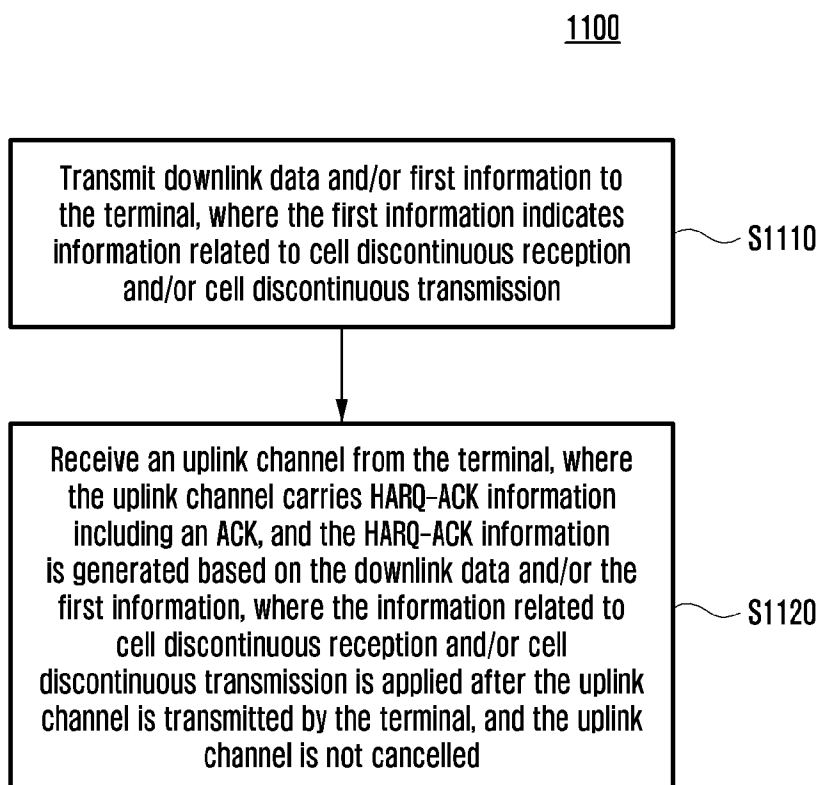 1100
Transmit downlink data and/or first information to
the terminal, where the first information indicates
information related to cell discontinuous reception
and/or cell discontinuous transmission
S1110
Receive an uplink channel from the terminal, where
the uplink channel carries HARQ-ACK information
including an ACK, and the HARQ-ACK information
is generated based on the downlink data and/or the
first information, where the information related to
cell discontinuous reception and/or cell
discontinuous transmission is applied after the uplink
channel is transmitted by the terminal, and the uplink
channel is not cancelled
S1120